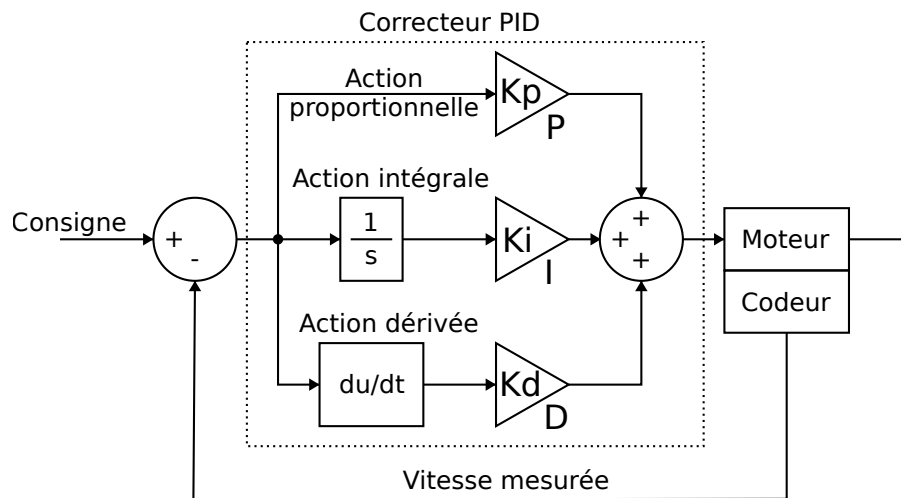 Correcteur PID
Action
proportionnelle
Kp
P
Action intégrale
Consigne
+
-
1
s
Ki
I
+
+
+
Moteur
Codeur
Action dérivée
du/dt
Kd
D
Vitesse mesurée